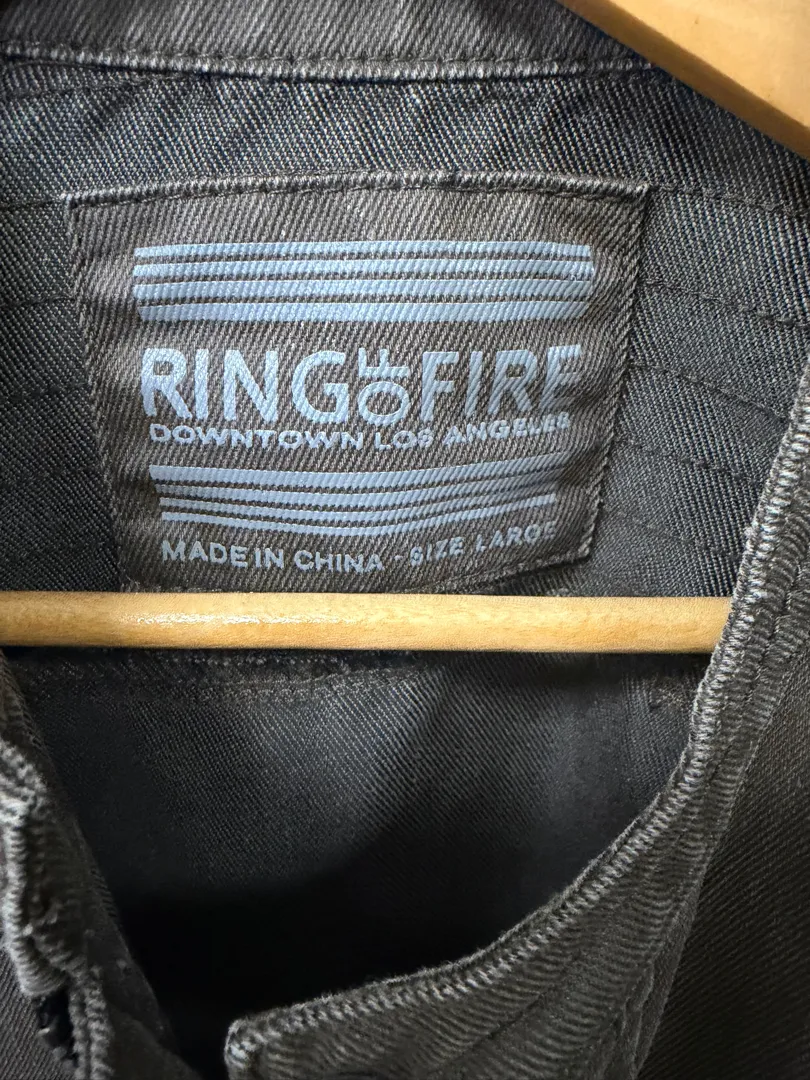 RING OF FIRE
DOWNTOWN LOS ANGELES
MADE IN CHINA - SIZE LARGE